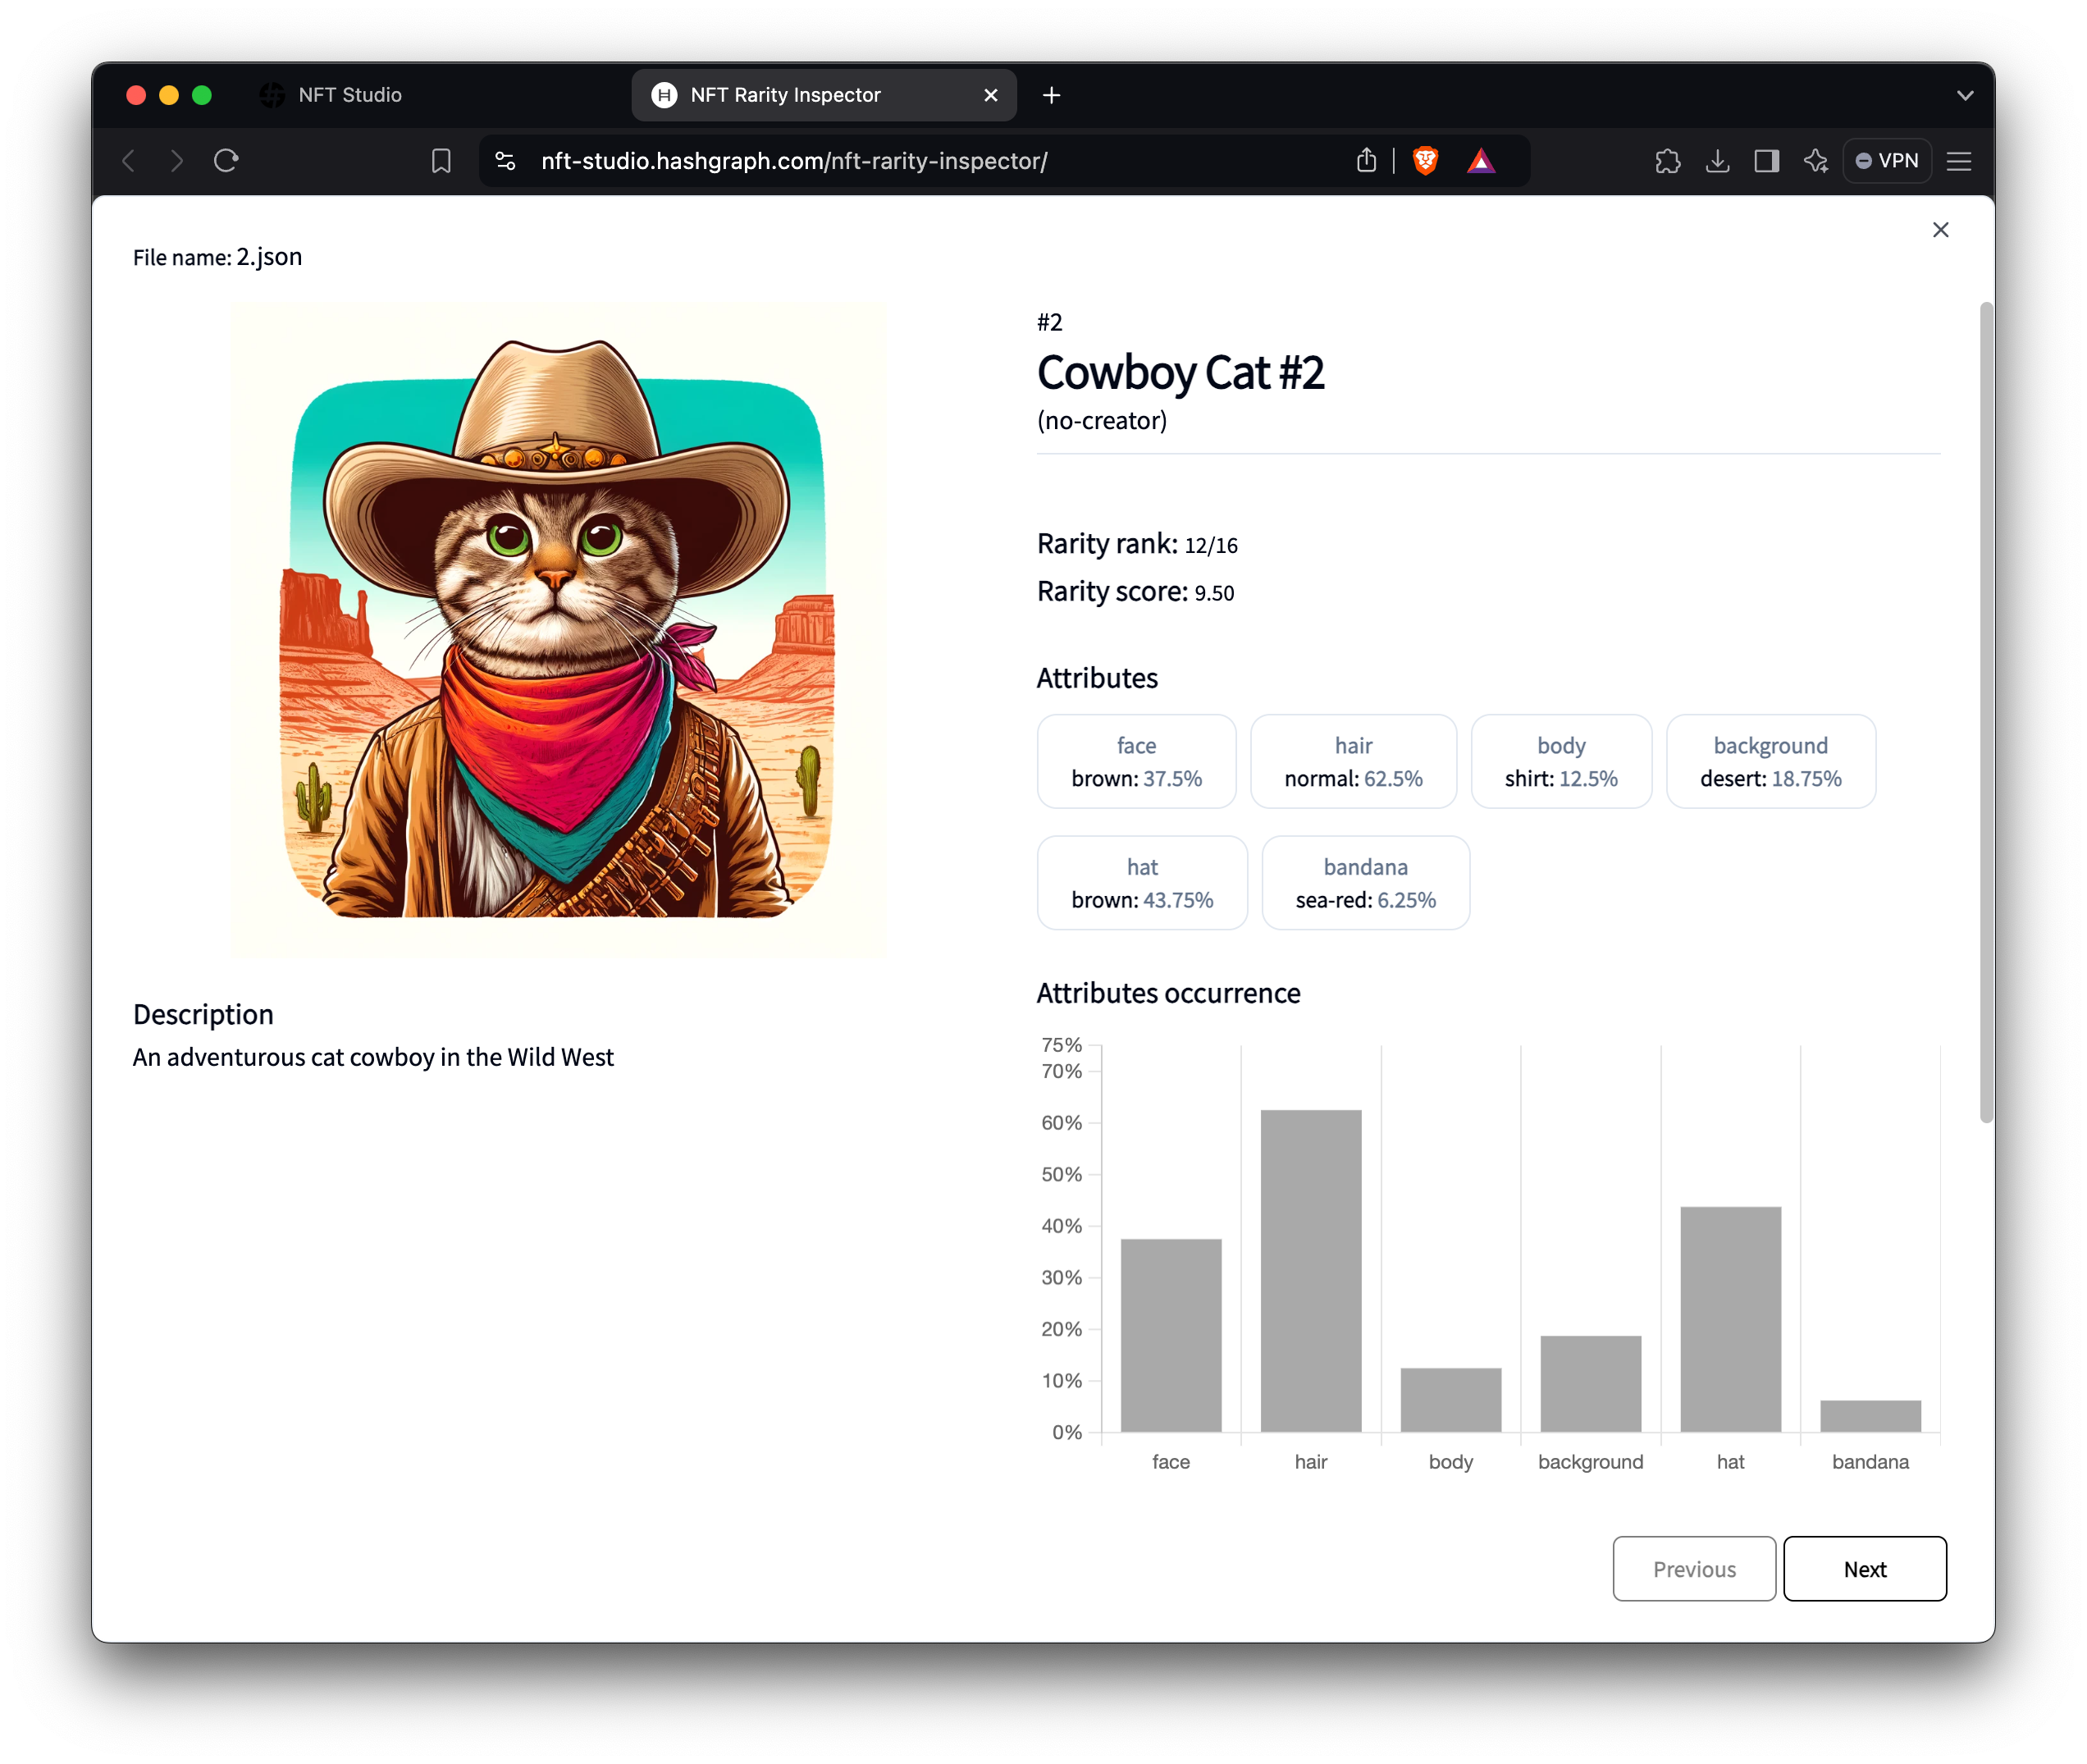 NFT Studio
NFT Rarity Inspector
nft-studio.hashgraph.com/nft-rarity-inspector/
VPN
File name: 2.json
#2
Cowboy Cat #2
(no-creator)
Rarity rank: 12/16
Rarity score: 9.50
Attributes
face
brown: 37.5%
hair
normal: 62.5%
body
shirt: 12.5%
background
desert: 18.75%
hat
brown: 43.75%
bandana
sea-red: 6.25%
Description
An adventurous cat cowboy in the Wild West
Attributes occurrence
75%
70%
60%
50%
40%
30%
20%
10%
0%
face hair body background hat bandana
Previous Next